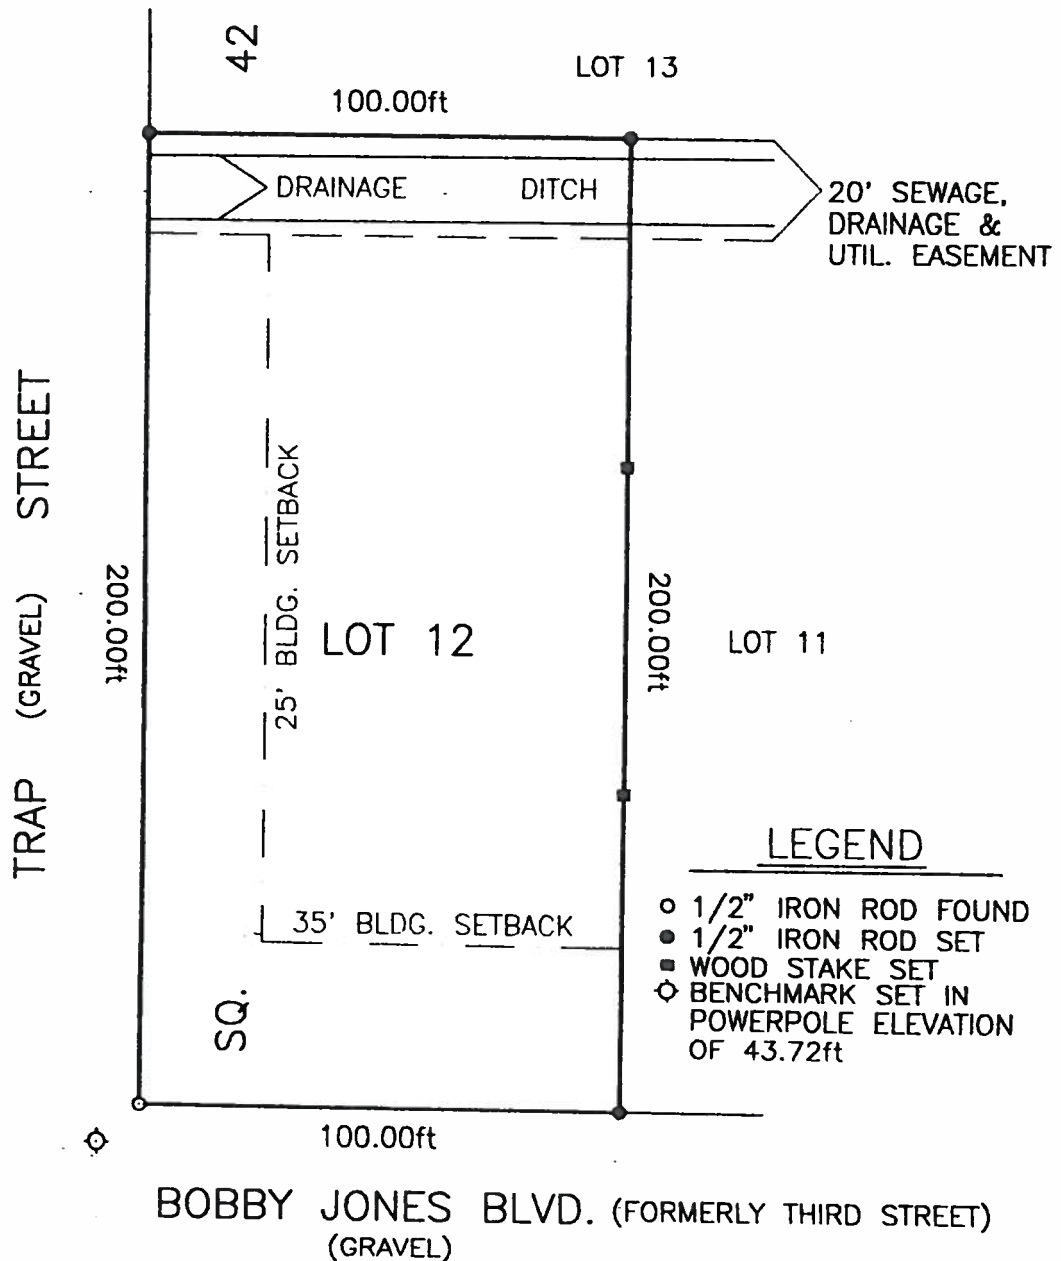 42
LOT 13
100.00ft
DRAINAGE DITCH
20' SEWAGE,
DRAINAGE &
UTIL. EASEMENT
TRAP (GRAVEL) STREET
200.00ft
25' BLDG. SETBACK
LOT 12
200.00ft
LOT 11
35' BLDG. SETBACK
SQ.
LEGEND
1/2" IRON ROD FOUND
1/2" IRON ROD SET
WOOD STAKE SET
BENCHMARK SET IN
POWERPOLE ELEVATION
OF 43.72ft
100.00ft
BOBBY JONES BLVD. (FORMERLY THIRD STREET)
(GRAVEL)